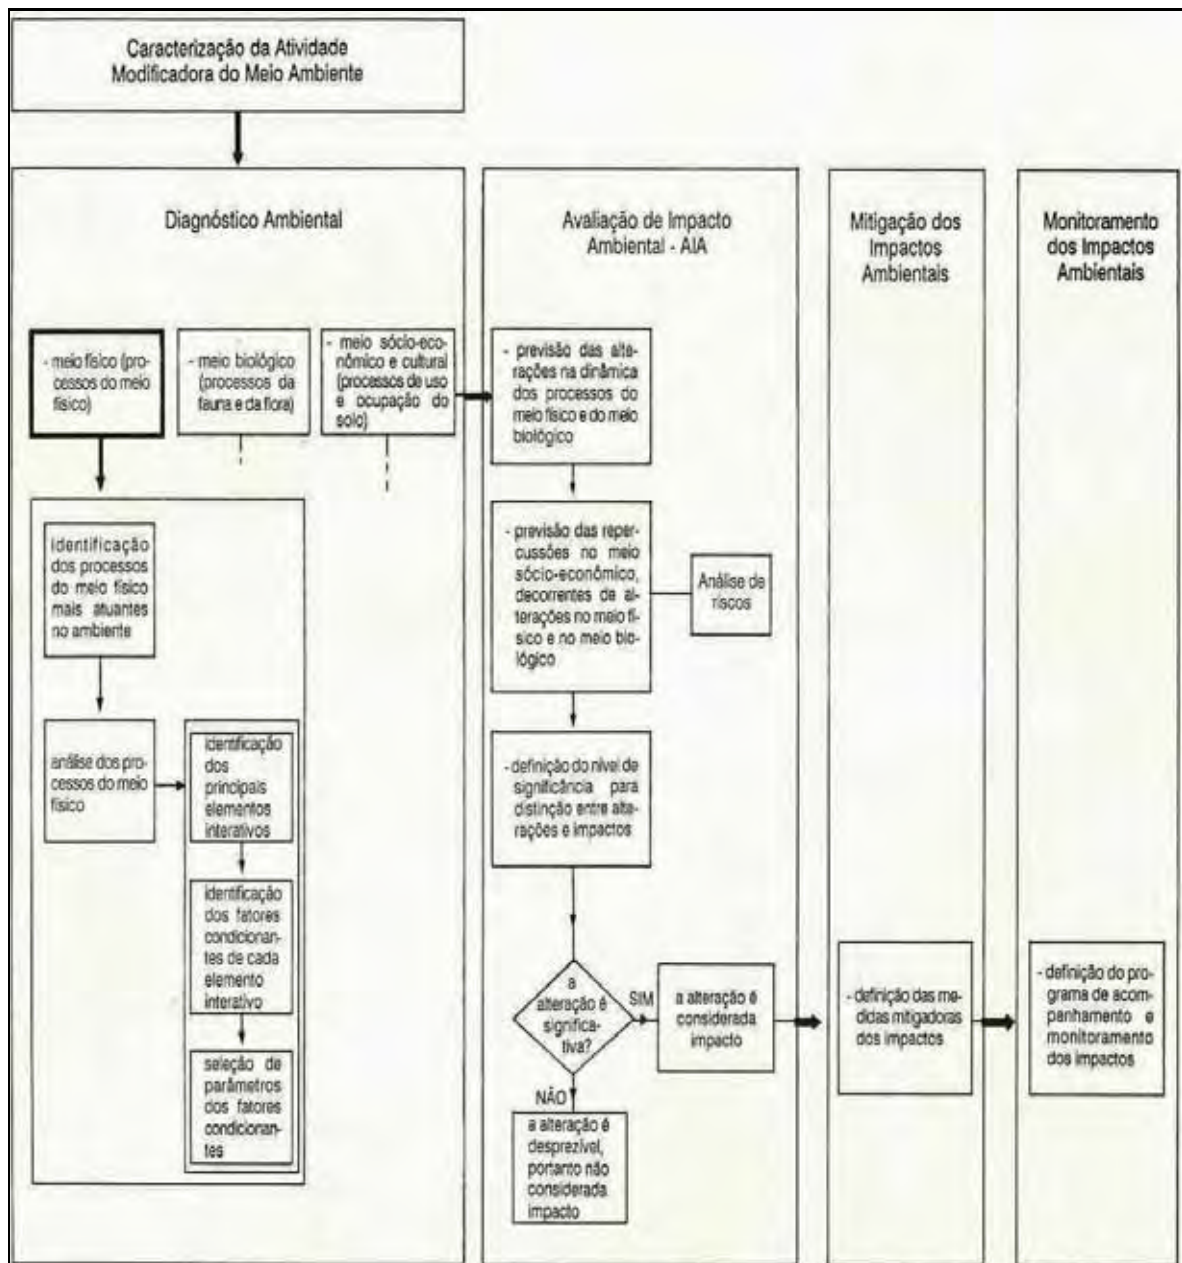 Caracterização da Atividade
Modificadora do Meio Ambiente
Diagnóstico Ambiental
- meio físico (pro-
cessos do meio
físico)
- meio biológico
(processos da
fauna e da flora)
- meio sócio-eco-
nômico e cultural
(processos de uso
e ocupação do
solo)
identificação
dos processos
do meio físico
mais atuantes
no ambiente
análise dos pro-
cessos do meio
físico
identificação
dos
principais
elementos
interativos
identificação
dos fatores
condicionan-
tes de cada
elemento
interativo
seleção de
parâmetros
dos fatores
condicionan-
tes
Avaliação de Impacto
Ambiental - AIA
- previsão das alte-
rações na dinâmica
dos processos do
meio físico e do meio
biológico
- previsão das reper-
cussões no meio
sócio-econômico,
decorrentes de al-
terações no meio fí-
sico e no meio bio-
lógico
Análise de
riscos
- definição do nível de
significância para
distinção entre alte-
rações e impactos
a
alteração é
significa-
tiva?
SIM
a alteração é
considerada
impacto
NÃO
a alteração é
desprezível,
portanto não
considerada
impacto
Mitigação dos
Impactos
Ambientais
- definição das me-
didas mitigadoras
dos impactos
Monitoramento
dos Impactos
Ambientais
- definição do pro-
grama de acom-
panhamento e
monitoramento
dos impactos